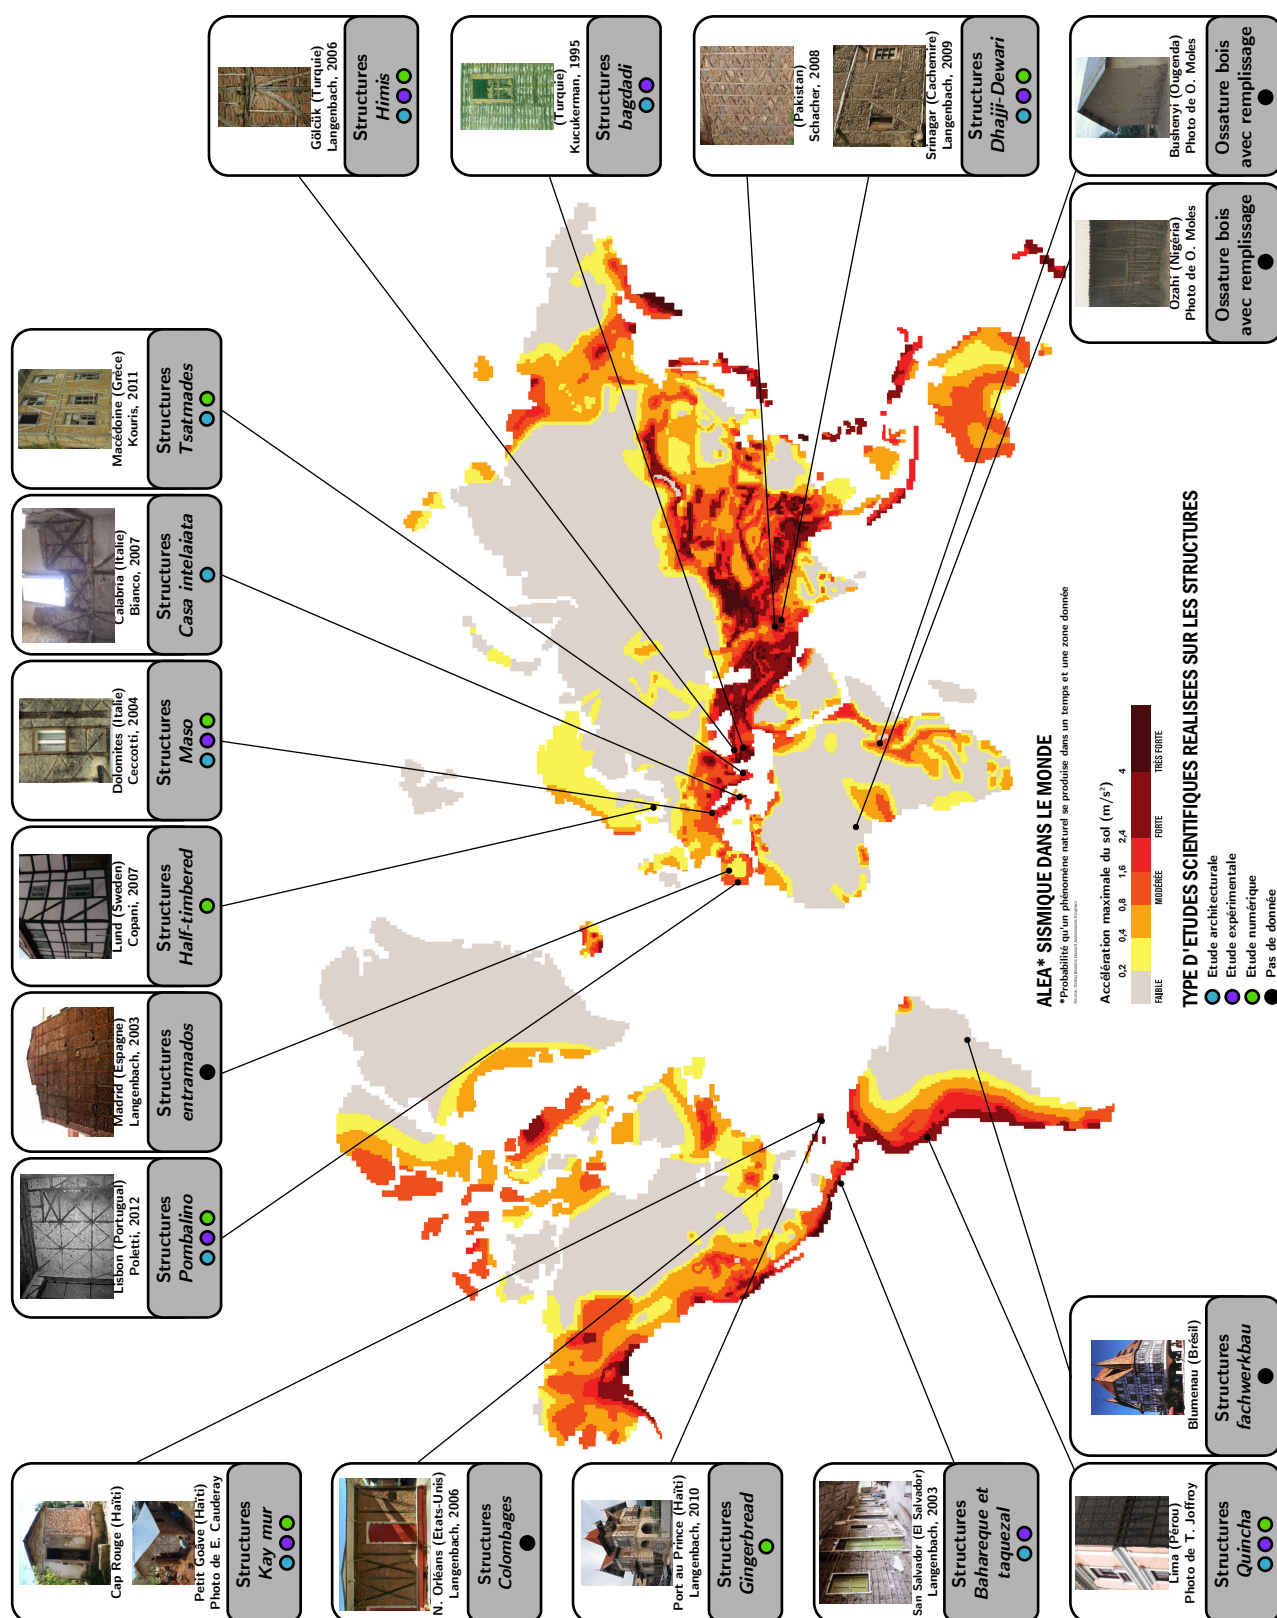 Cap Rouge (Haïti)
Petit Goâve (Haïti)
Photo de E. Cauderay
Structures
Kay mur
N. Orléans (Etats-Unis)
Langenbach, 2006
Structures
Colombages
Port au Prince (Haïti)
Langenbach, 2010
Structures
Gingerbread
San Salvador (El Salvador)
Langenbach, 2003
Structures
Bahareque et
taquezal
Lima (Pérou)
Photo de T. Joffroy
Structures
Quincha
Blumenau (Brésil)
Structures
fachwerkbau
Lisbon (Portugual)
Poletti, 2012
Structures
Pombalino
Madrid (Espagne)
Langenbach, 2003
Structures
entramados
Lund (Sweden)
Copani, 2007
Structures
Half-timbered
Dolomites (Italie)
Ceccotti, 2004
Structures
Maso
Calabria (Italie)
Bianco, 2007
Structures
Casa intelaiata
Macédoine (Grèce)
Kouris, 2011
Structures
Tsatmades
Gölcük (Turquie)
Langenbach, 2006
Structures
Himis
(Turquie)
Kucukerman, 1995
Structures
bagdadi
(Pakistan)
Schacher, 2008
Srinagar (Cachemire)
Langenbach, 2009
Structures
Dhajji-Dewari
Bushenyi (Ougenda)
Photo de O. Moles
Ossature bois
avec remplissage
Ozahi (Nigéria)
Photo de O. Moles
Ossature bois
avec remplissage
ALEA* SISMIQUE DANS LE MONDE
*Probabilité qu'un phénomène naturel se produise dans un temps et une zone donnée
Accélération maximale du sol (m/s²)
0,2 0,4 0,8 1,6 2,4 4
FAIBLE MODÉRÉE FORTE TRÈS FORTE
TYPE D'ETUDES SCIENTIFIQUES REALISEES SUR LES STRUCTURES
Etude architecturale
Etude expérimentale
Etude numérique
Pas de donnée